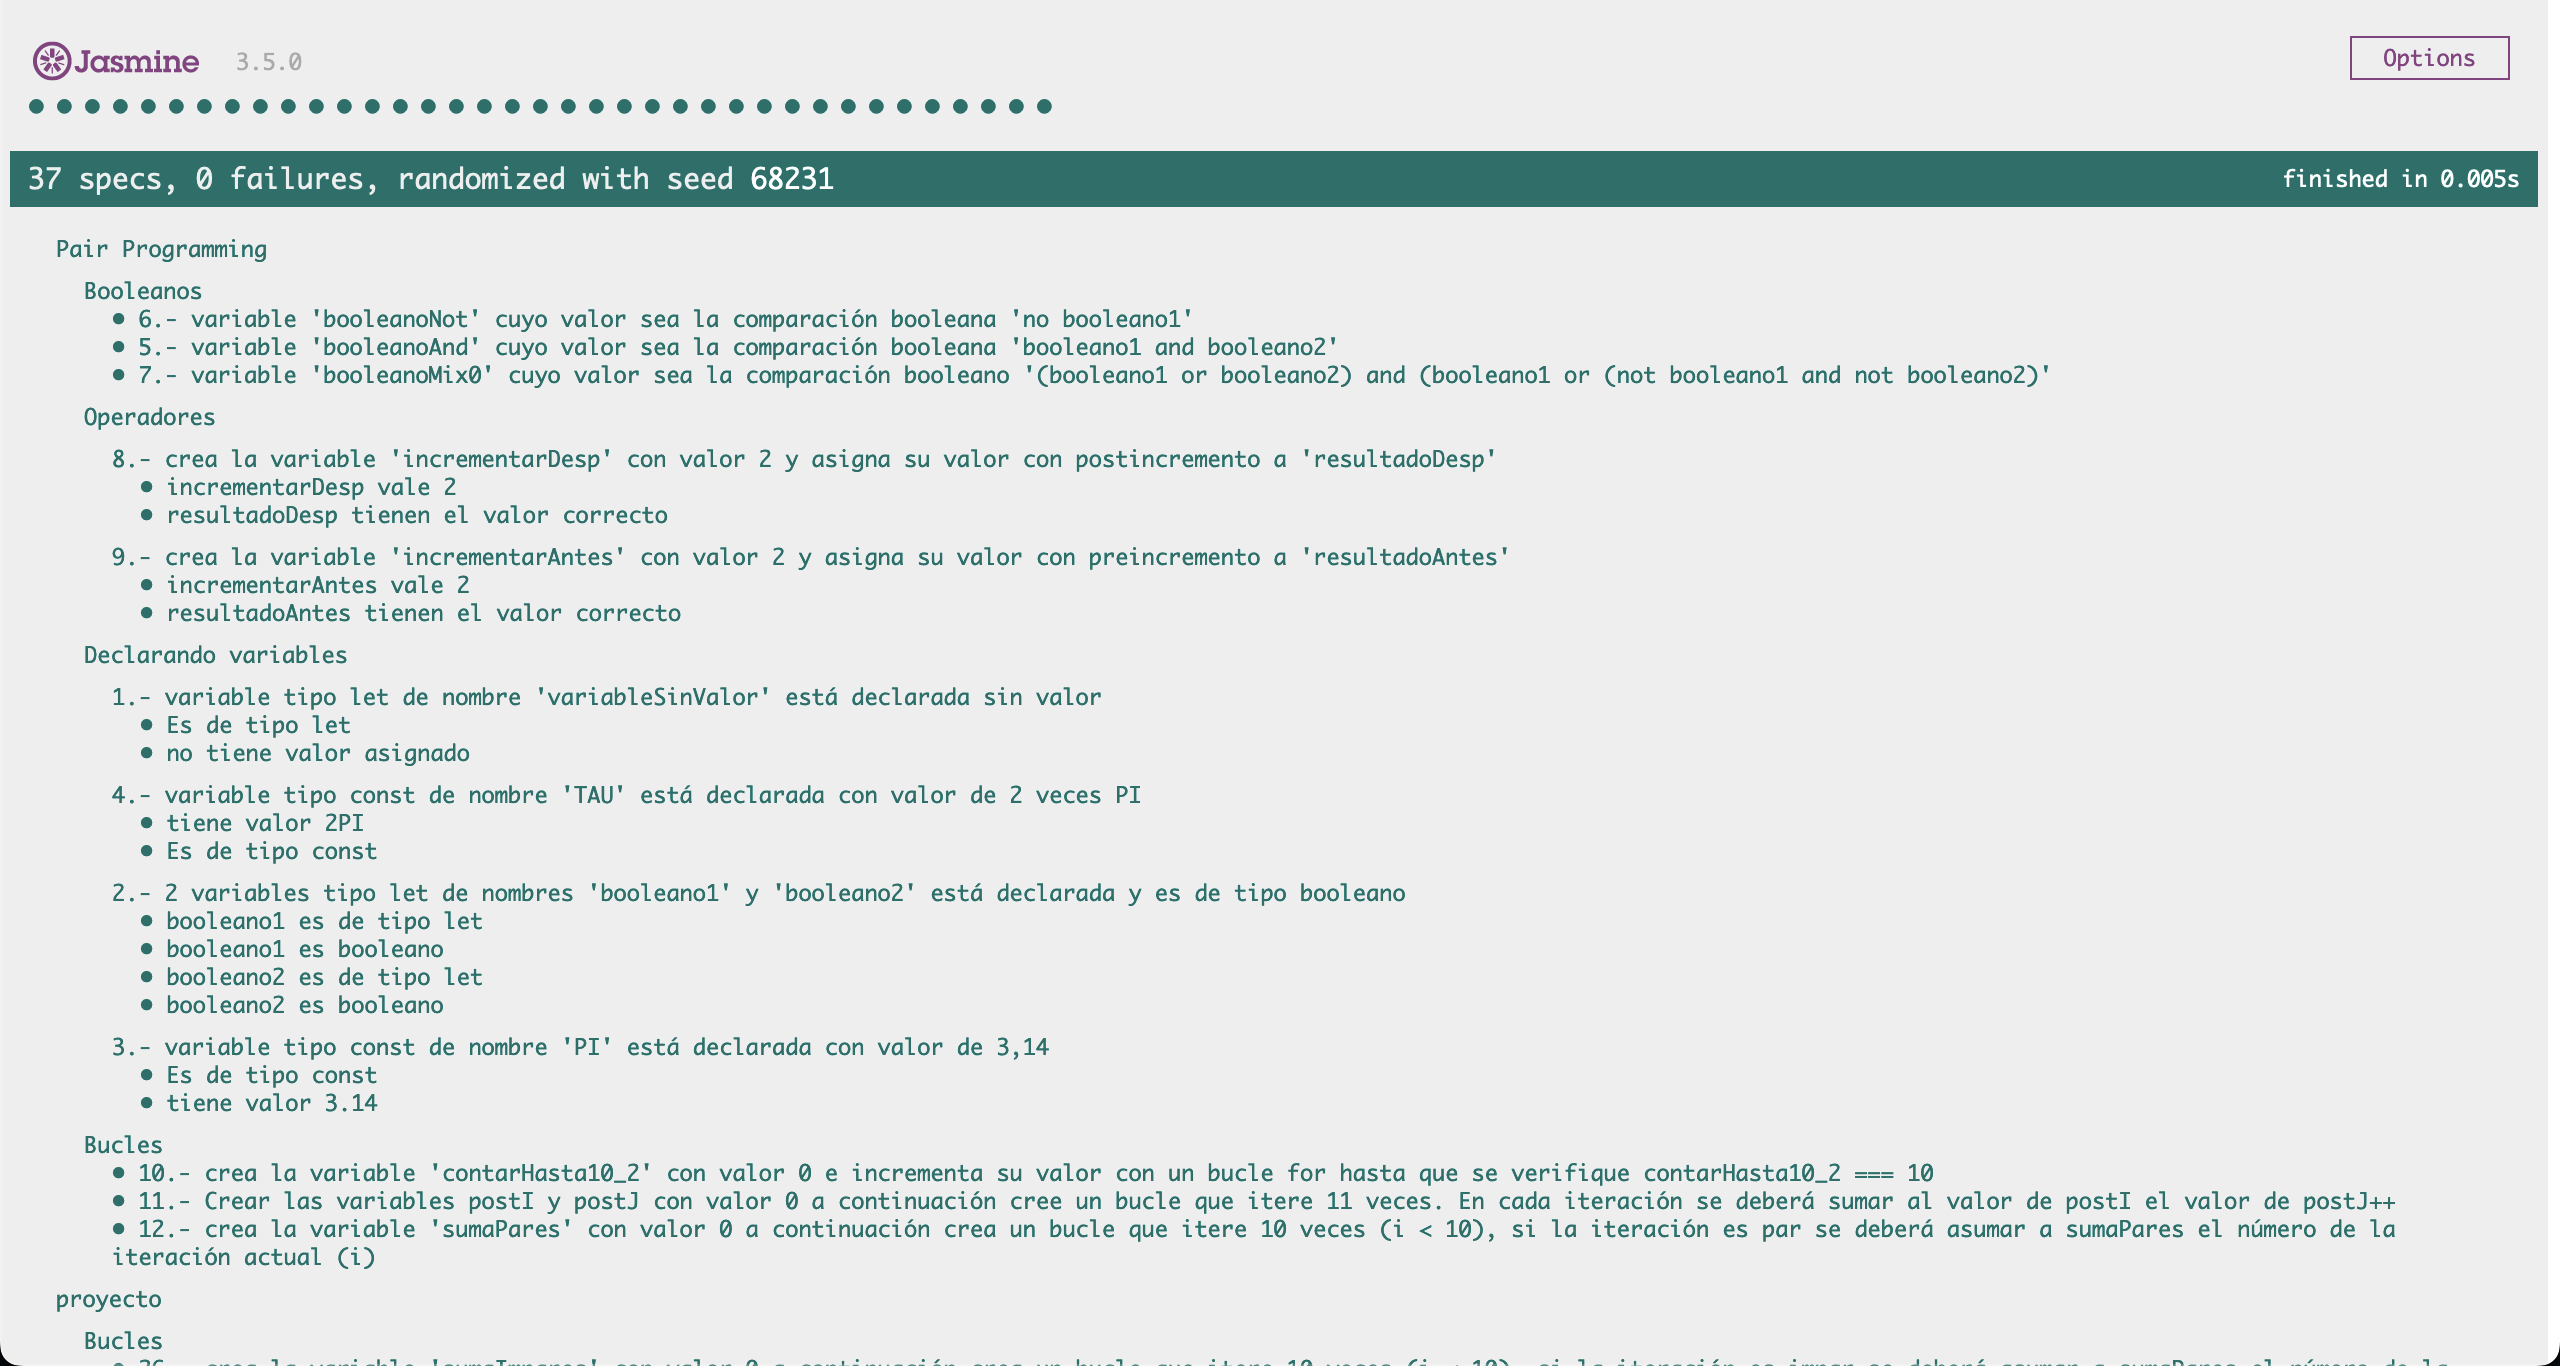 Jasmine 3.5.0
Options
37 specs, 0 failures, randomized with seed 68231
finished in 0.005s
Pair Programming
Booleanos
• 6.- variable 'booleanoNot' cuyo valor sea la comparación booleana 'no booleano1'
• 5.- variable 'booleanoAnd' cuyo valor sea la comparación booleana 'booleano1 and booleano2'
• 7.- variable 'booleanoMix0' cuyo valor sea la comparación booleano '(booleano1 or booleano2) and (booleano1 or (not booleano1 and not booleano2)'
Operadores
8.- crea la variable 'incrementarDesp' con valor 2 y asigna su valor con postincremento a 'resultadoDesp'
• incrementarDesp vale 2
• resultadoDesp tienen el valor correcto
9.- crea la variable 'incrementarAntes' con valor 2 y asigna su valor con preincremento a 'resultadoAntes'
• incrementarAntes vale 2
• resultadoAntes tienen el valor correcto
Declarando variables
1.- variable tipo let de nombre 'variableSinValor' está declarada sin valor
• Es de tipo let
• no tiene valor asignado
4.- variable tipo const de nombre 'TAU' está declarada con valor de 2 veces PI
• tiene valor 2PI
• Es de tipo const
2.- 2 variables tipo let de nombres 'booleano1' y 'booleano2' está declarada y es de tipo booleano
• booleano1 es de tipo let
• booleano1 es booleano
• booleano2 es de tipo let
• booleano2 es booleano
3.- variable tipo const de nombre 'PI' está declarada con valor de 3,14
• Es de tipo const
• tiene valor 3.14
Bucles
• 10.- crea la variable 'contarHasta10_2' con valor 0 e incrementa su valor con un bucle for hasta que se verifique contarHasta10_2 === 10
• 11.- Crear las variables postI y postJ con valor 0 a continuación cree un bucle que itere 11 veces. En cada iteración se deberá sumar al valor de postI el valor de postJ++
• 12.- crea la variable 'sumaPares' con valor 0 a continuación crea un bucle que itere 10 veces (i < 10), si la iteración es par se deberá asumar a sumaPares el número de la
iteración actual (i)
proyecto
Bucles